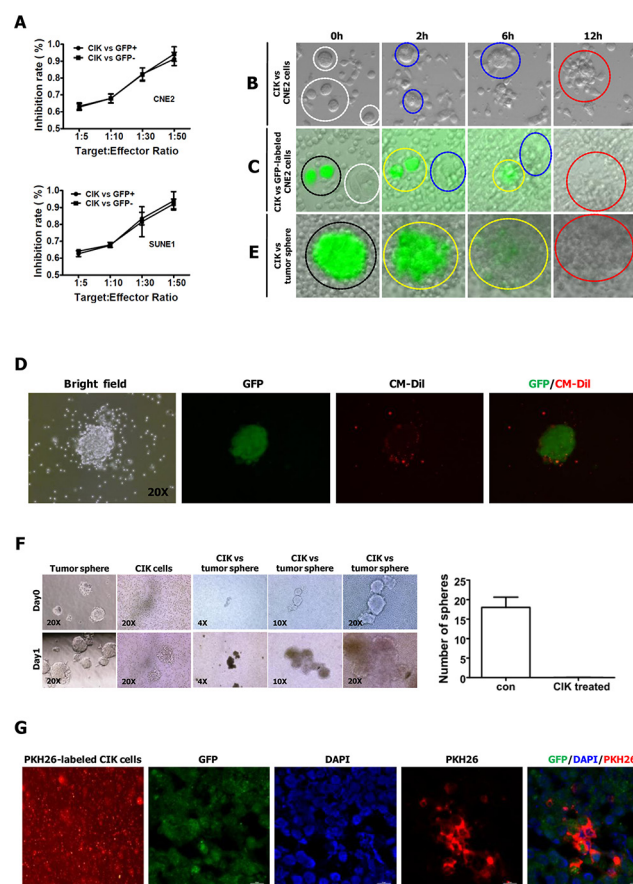 A
Inhibition rate (%)
1.0
0.9
0.8
0.7
0.6
0.5
CIK vs GFP+
CIK vs GFP-
CNE2
1:5 1:10 1:30 1:50
Target:Effector Ratio
Inhibition rate (%)
1.0
0.9
0.8
0.7
0.6
0.5
CIK vs GFP+
CIK vs GFP-
SUNE1
1:5 1:10 1:30 1:50
Target:Effector Ratio
0h 2h 6h 12h
B
CIK vs
CNE2 cells
C
CIK vs GFP-labeled
CNE2 cells
E
CIK vs
tumor sphere
D
Bright field GFP CM-DiI GFP/CM-DiI
20X
F
Tumor sphere CIK cells CIK vs tumor sphere CIK vs tumor sphere CIK vs tumor sphere
Day0
20X 20X 4X 10X 20X
Day1
20X 20X 4X 10X 20X
Number of spheres
25
20
15
10
5
0
con CIK treated
G
PKH26-labeled CIK cells GFP DAPI PKH26 GFP/DAPI/PKH26